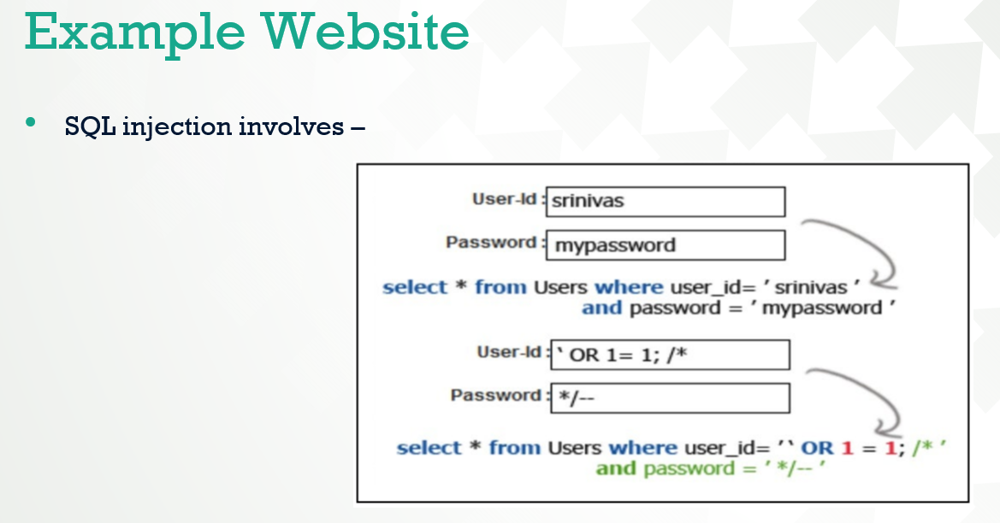 Example Website
• SQL injection involves –
User-Id : srinivas
Password : mypassword
select * from Users where user_id= ′ srinivas ′
and password = ′ mypassword ′
User-Id : ‵ OR 1= 1; /*
Password : */--
select * from Users where user_id= ′‵ OR 1 = 1; /* ′
and password = ′ */-- ′